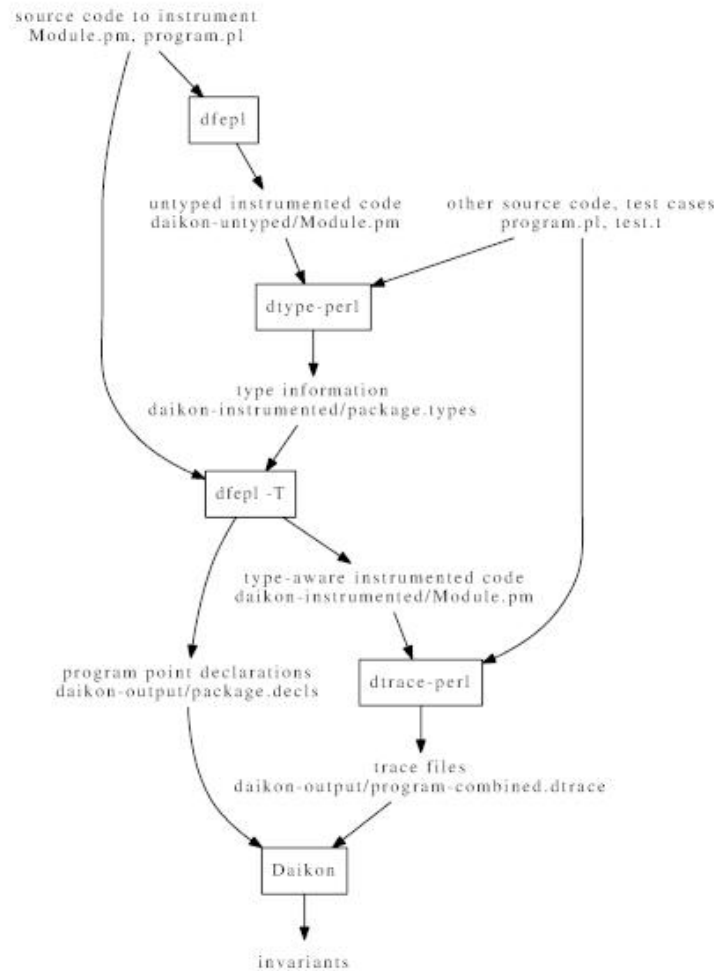 source code to instrument
Module.pm, program.pl
dfepl
untyped instrumented code
daikon-untyped/Module.pm
other source code, test cases
program.pl, test.t
dtype-perl
type information
daikon-instrumented/package.types
dfepl -T
type-aware instrumented code
daikon-instrumented/Module.pm
program point declarations
daikon-output/package.decls
dtrace-perl
trace files
daikon-output/program-combined.dtrace
Daikon
invariants